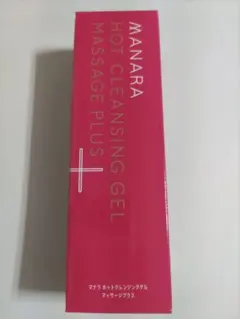 MANARA
HOT CLEANSING GEL
MASSAGE PLUS
マナラ ホットクレンジングゲル
マッサージプラス